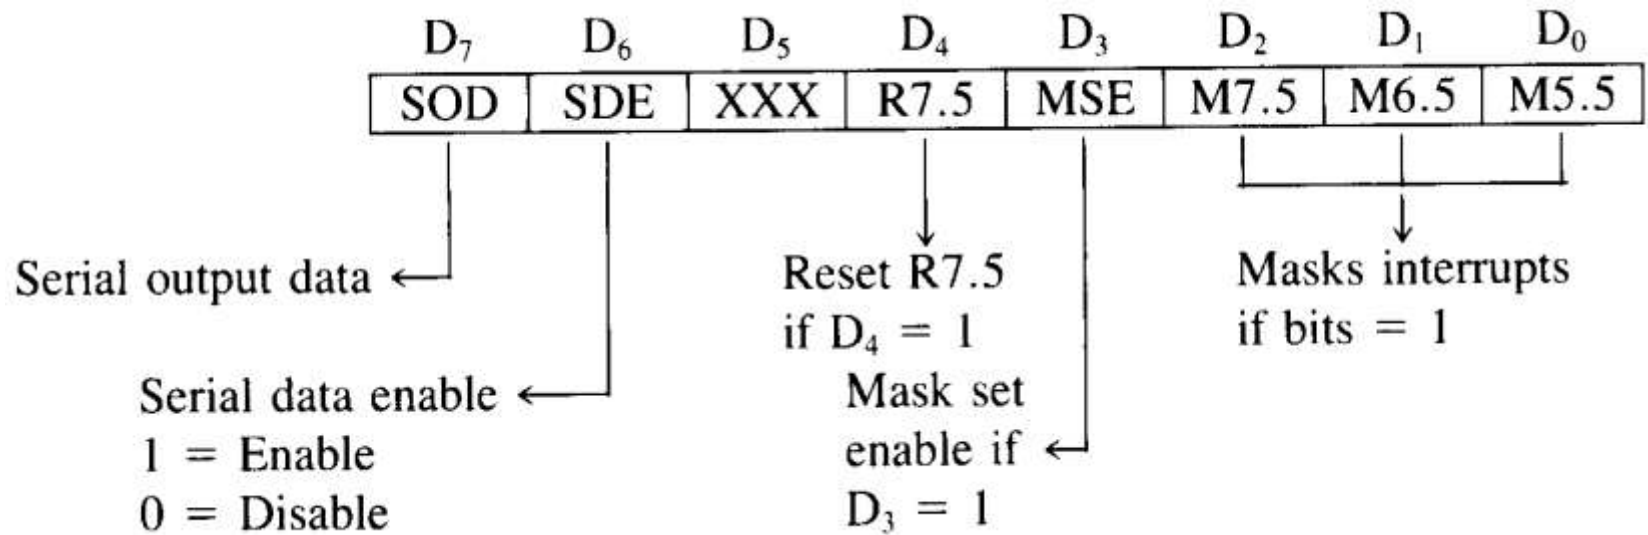 D₇ D₆ D₅ D₄ D₃ D₂ D₁ D₀
SOD SDE XXX R7.5 MSE M7.5 M6.5 M5.5
Serial output data
Serial data enable
1 = Enable
0 = Disable
Reset R7.5
if D₄ = 1
Mask set
enable if
D₃ = 1
Masks interrupts
if bits = 1